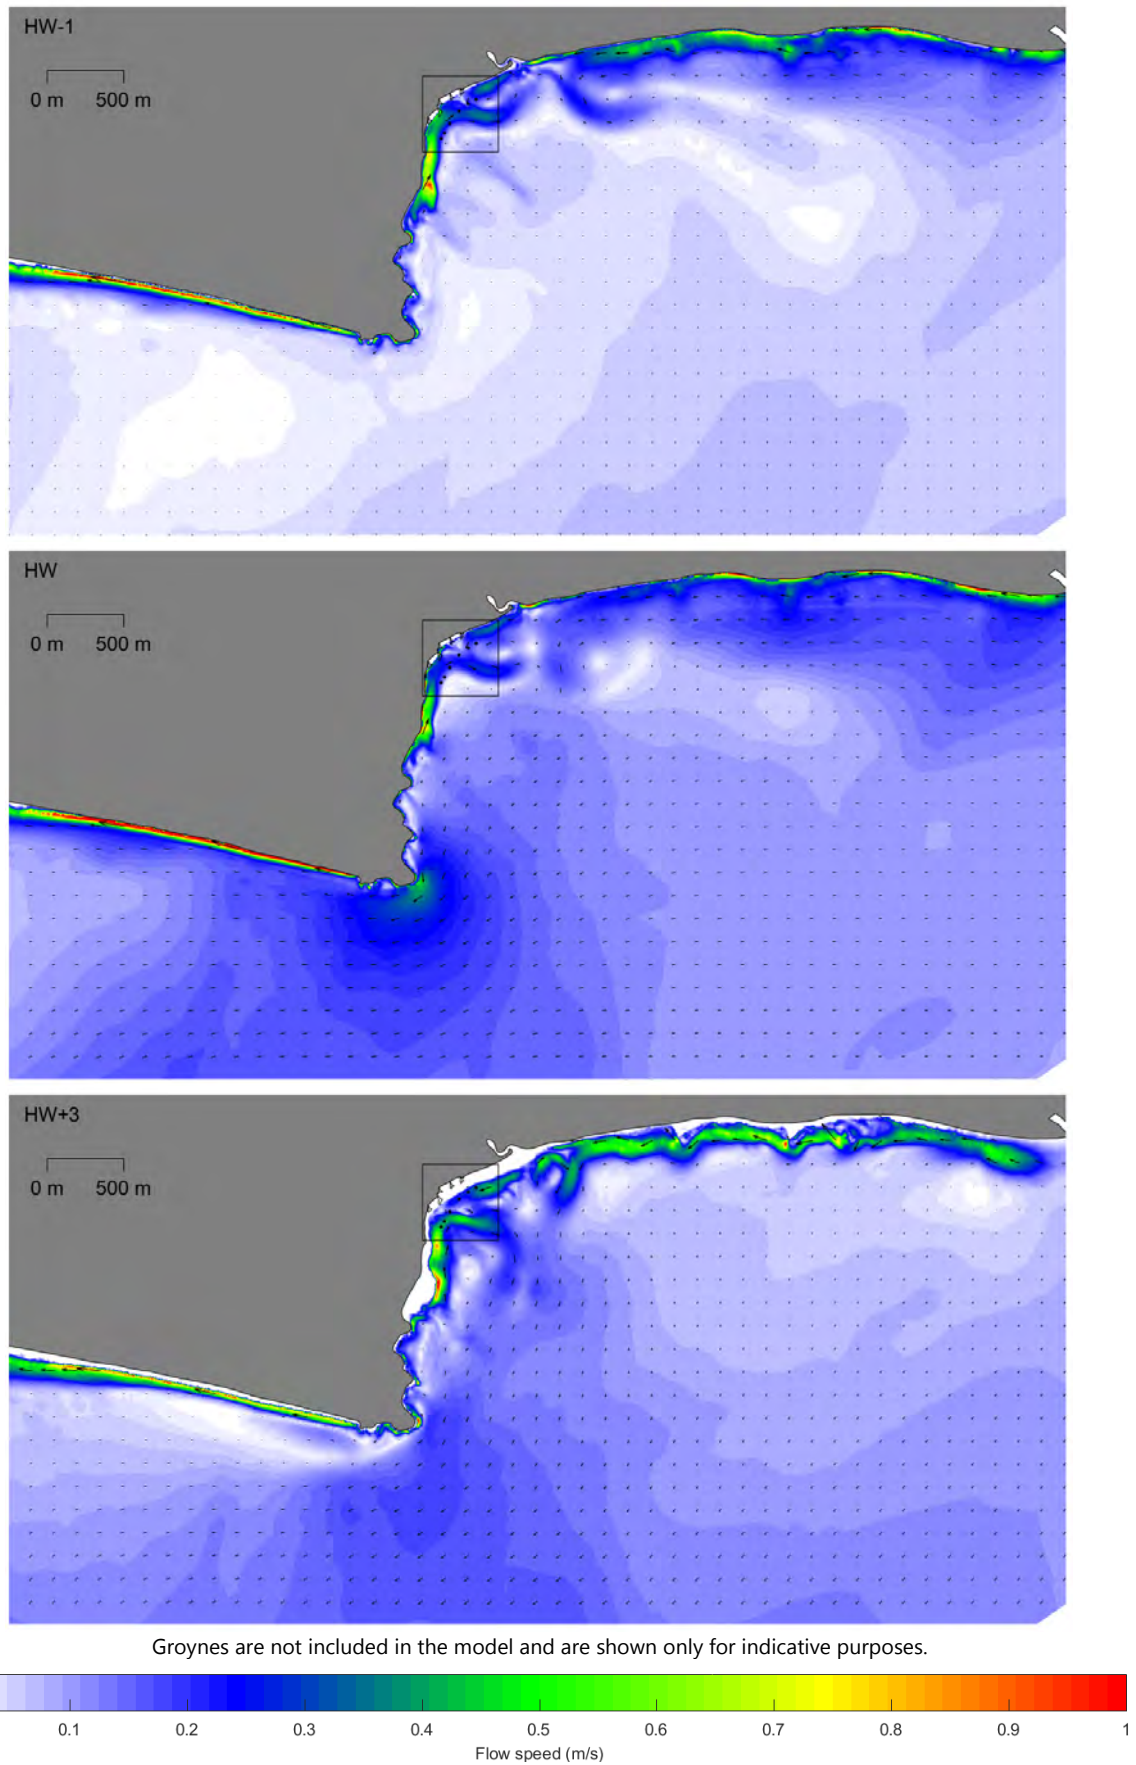 HW-1
0 m 500 m
HW
0 m 500 m
HW+3
0 m 500 m
Groynes are not included in the model and are shown only for indicative purposes.
0.1 0.2 0.3 0.4 0.5 0.6 0.7 0.8 0.9 1
Flow speed (m/s)